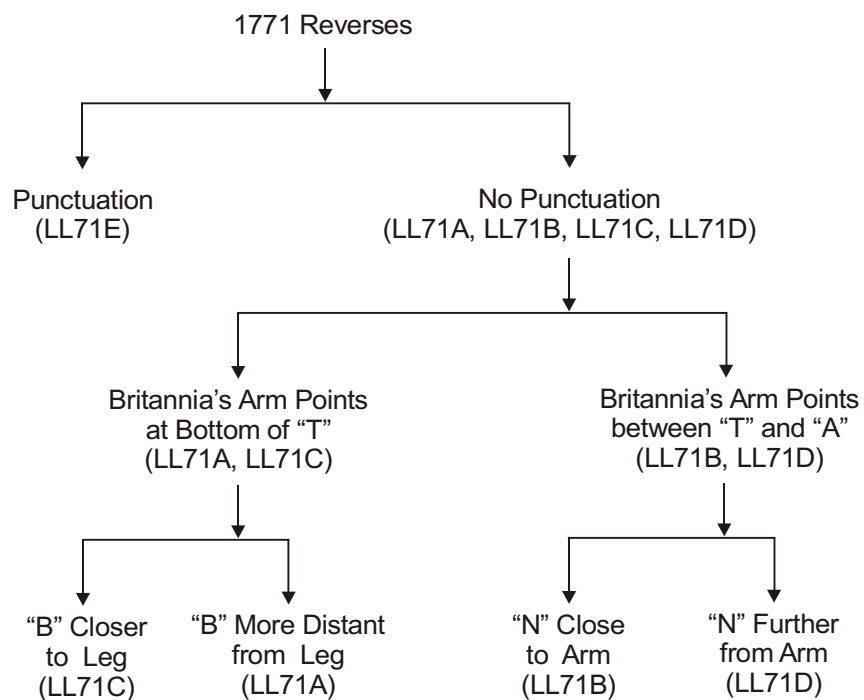 1771 Reverses
Punctuation
(LL71E)
No Punctuation
(LL71A, LL71B, LL71C, LL71D)
Britannia's Arm Points
at Bottom of “T”
(LL71A, LL71C)
Britannia's Arm Points
between “T” and “A”
(LL71B, LL71D)
“B” Closer
to Leg
(LL71C)
“B” More Distant
from Leg
(LL71A)
“N” Close
to Arm
(LL71B)
“N” Further
from Arm
(LL71D)